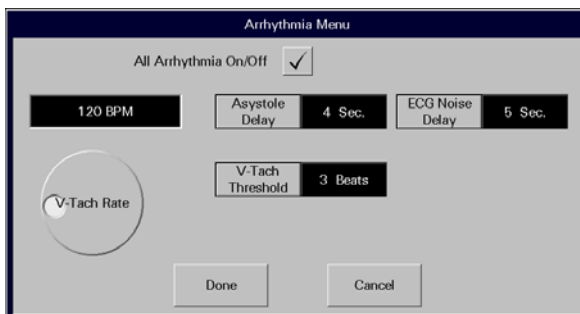 Arrhythmia Menu
All Arrhythmia On/Off
120 BPM
Asystole
Delay
4 Sec.
ECG Noise
Delay
5 Sec.
V-Tach Rate
V-Tach
Threshold
3 Beats
Done
Cancel